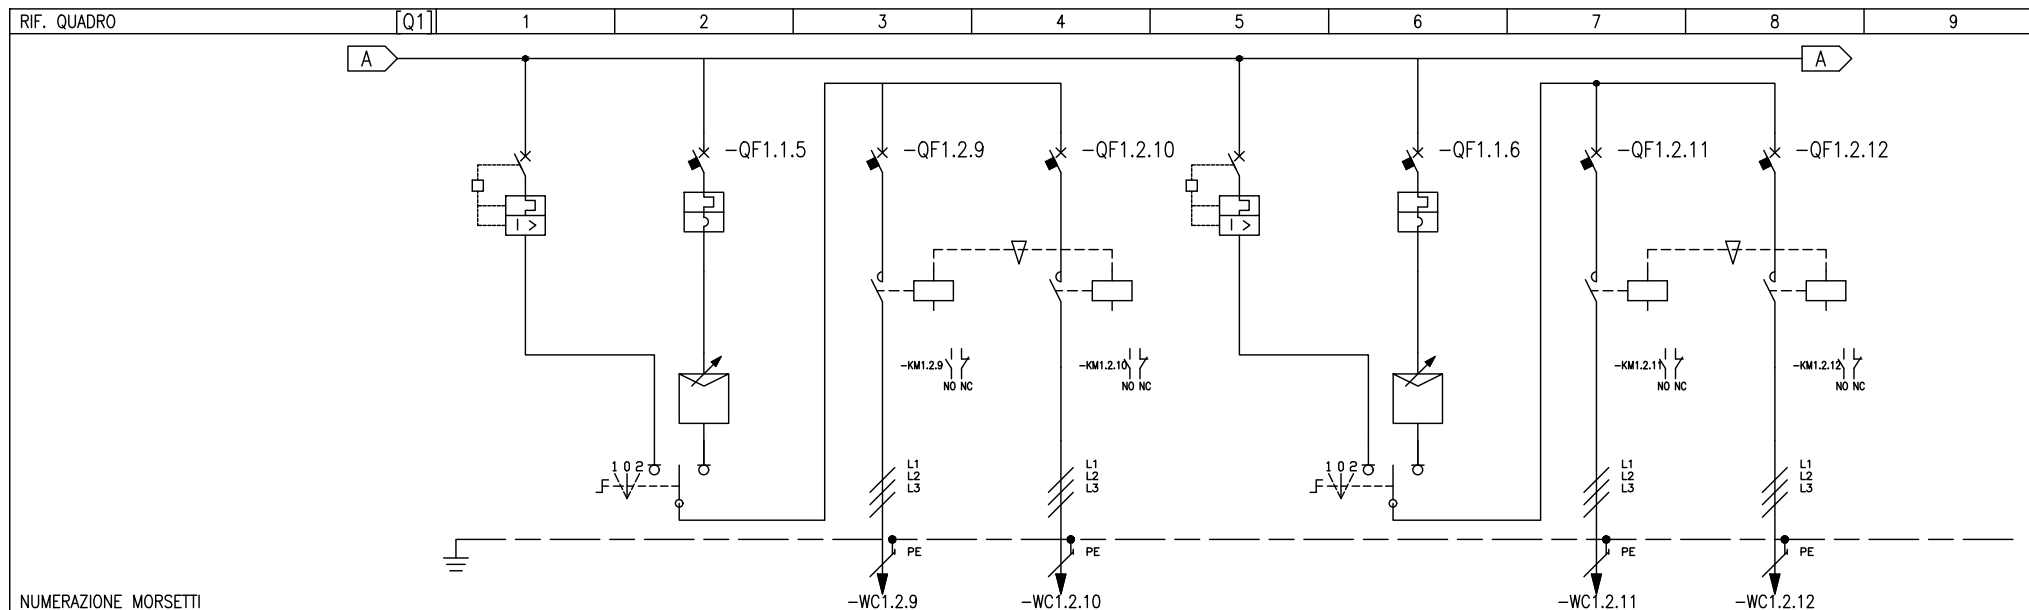 RIF. QUADRO [Q1] 1 2 3 4 5 6 7 8 9
A A
-QF1.1.5 -QF1.2.9 -QF1.2.10 -QF1.1.6 -QF1.2.11 -QF1.2.12
I > I >
-KM1.2.9 -KM1.2.10 -KM1.2.11 -KM1.2.12
NO NC NO NC NO NC NO NC
1 0 2 1 0 2
L1 L1 L1 L1
L2 L2 L2 L2
L3 L3 L3 L3
PE PE PE PE
NUMERAZIONE MORSETTI -WC1.2.9 -WC1.2.10 -WC1.2.11 -WC1.2.12